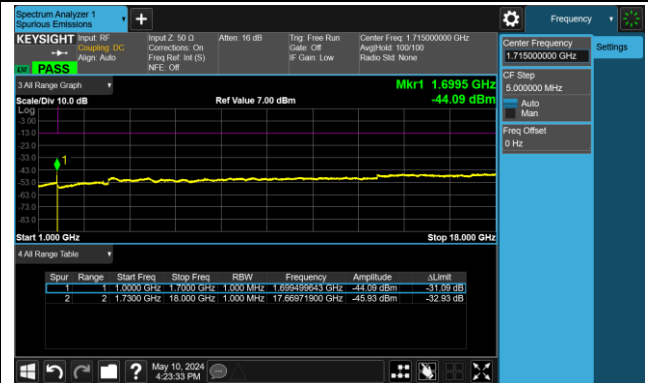 Spectrum Analyzer 1
Spurious Emissions
Frequency
KEYSIGHT Input: RF
Coupling: DC
Align: Auto
Input Z: 50 Ω
Corrections: On
Freq Ref: Int (S)
NFE: Off
Atten: 16 dB
Trig: Free Run
Gate: Off
IF Gain: Low
Center Freq: 1.715000000 GHz
Avg|Hold: 100/100
Radio Std: None
LXI PASS
Center Frequency
1.715000000 GHz
Settings
CF Step
5.000000 MHz
Auto
Man
Freq Offset
0 Hz
3 All Range Graph
Mkr1 1.6995 GHz
Scale/Div 10.0 dB
Ref Value 7.00 dBm
-44.09 dBm
Log
-3.00
-13.0
-23.0
-33.0
-43.0
-53.0
-63.0
-73.0
-83.0
1
Start 1.000 GHz
Stop 18.000 GHz
4 All Range Table
Spur Range Start Freq Stop Freq RBW Frequency Amplitude ΔLimit
1 1 1.0000 GHz 1.7000 GHz 1.000 MHz 1.699499643 GHz -44.09 dBm -31.09 dB
2 2 1.7300 GHz 18.000 GHz 1.000 MHz 17.66971900 GHz -45.93 dBm -32.93 dB
?
May 10, 2024
4:23:33 PM